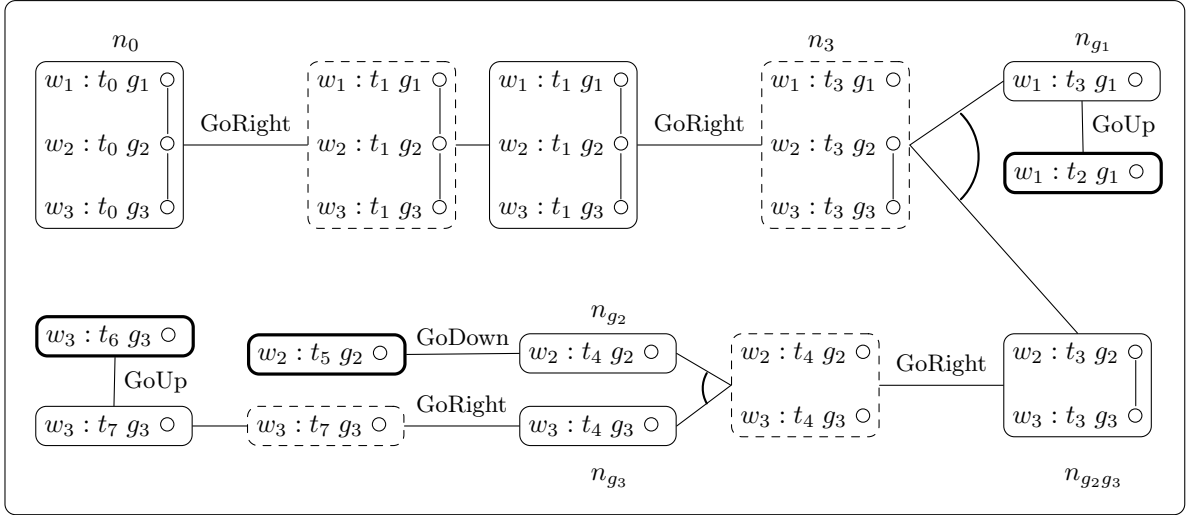 n0 n3 ng1
w1 : t0 g1 w1 : t1 g1 w1 : t1 g1 w1 : t3 g1 w1 : t3 g1
GoRight GoRight GoUp
w2 : t0 g2 w2 : t1 g2 w2 : t1 g2 w2 : t3 g2
w1 : t2 g1
w3 : t0 g3 w3 : t1 g3 w3 : t1 g3 w3 : t3 g3
ng2
w3 : t6 g3 GoDown
w2 : t5 g2 w2 : t4 g2 w2 : t4 g2 w2 : t3 g2
GoUp GoRight
GoRight
w3 : t7 g3 w3 : t7 g3 w3 : t4 g3 w3 : t4 g3 w3 : t3 g3
ng3 ng2g3